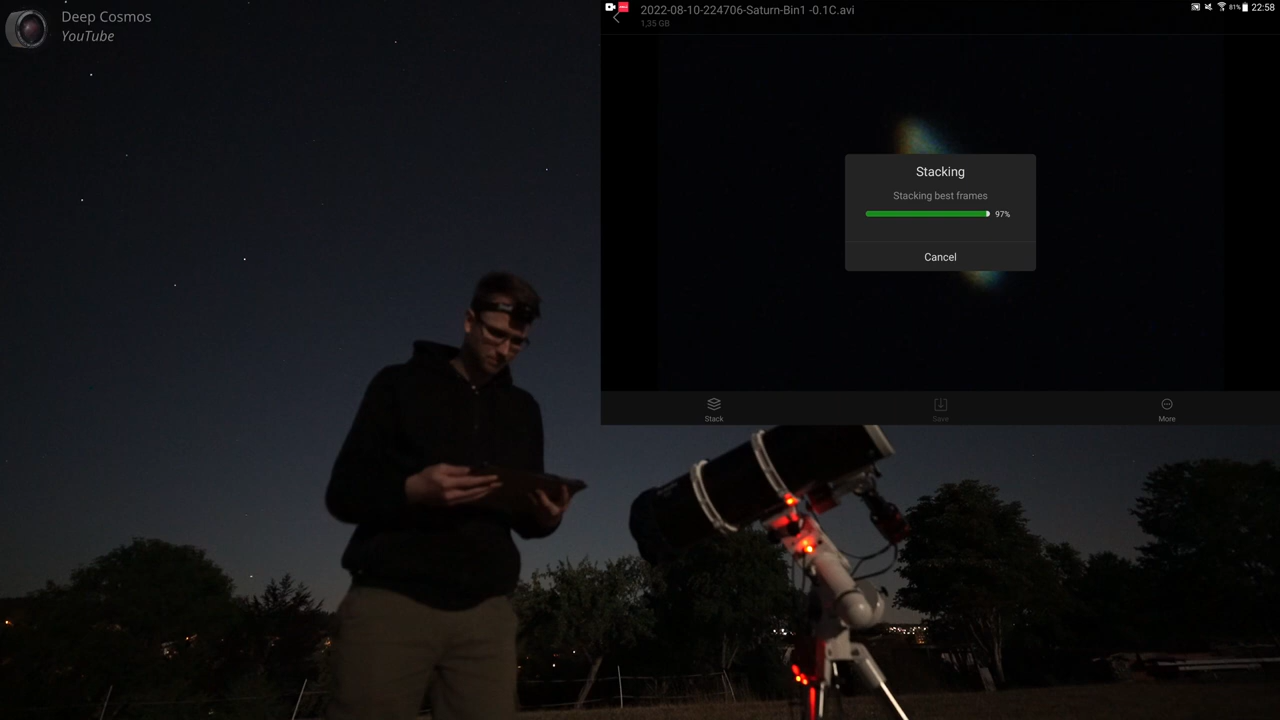 Deep Cosmos
YouTube
2022-08-10-224706-Saturn-Bin1 -0.1C.avi
1,35 GB
81%
22:58
Stacking
Stacking best frames
97%
Cancel
Stack
Save
More